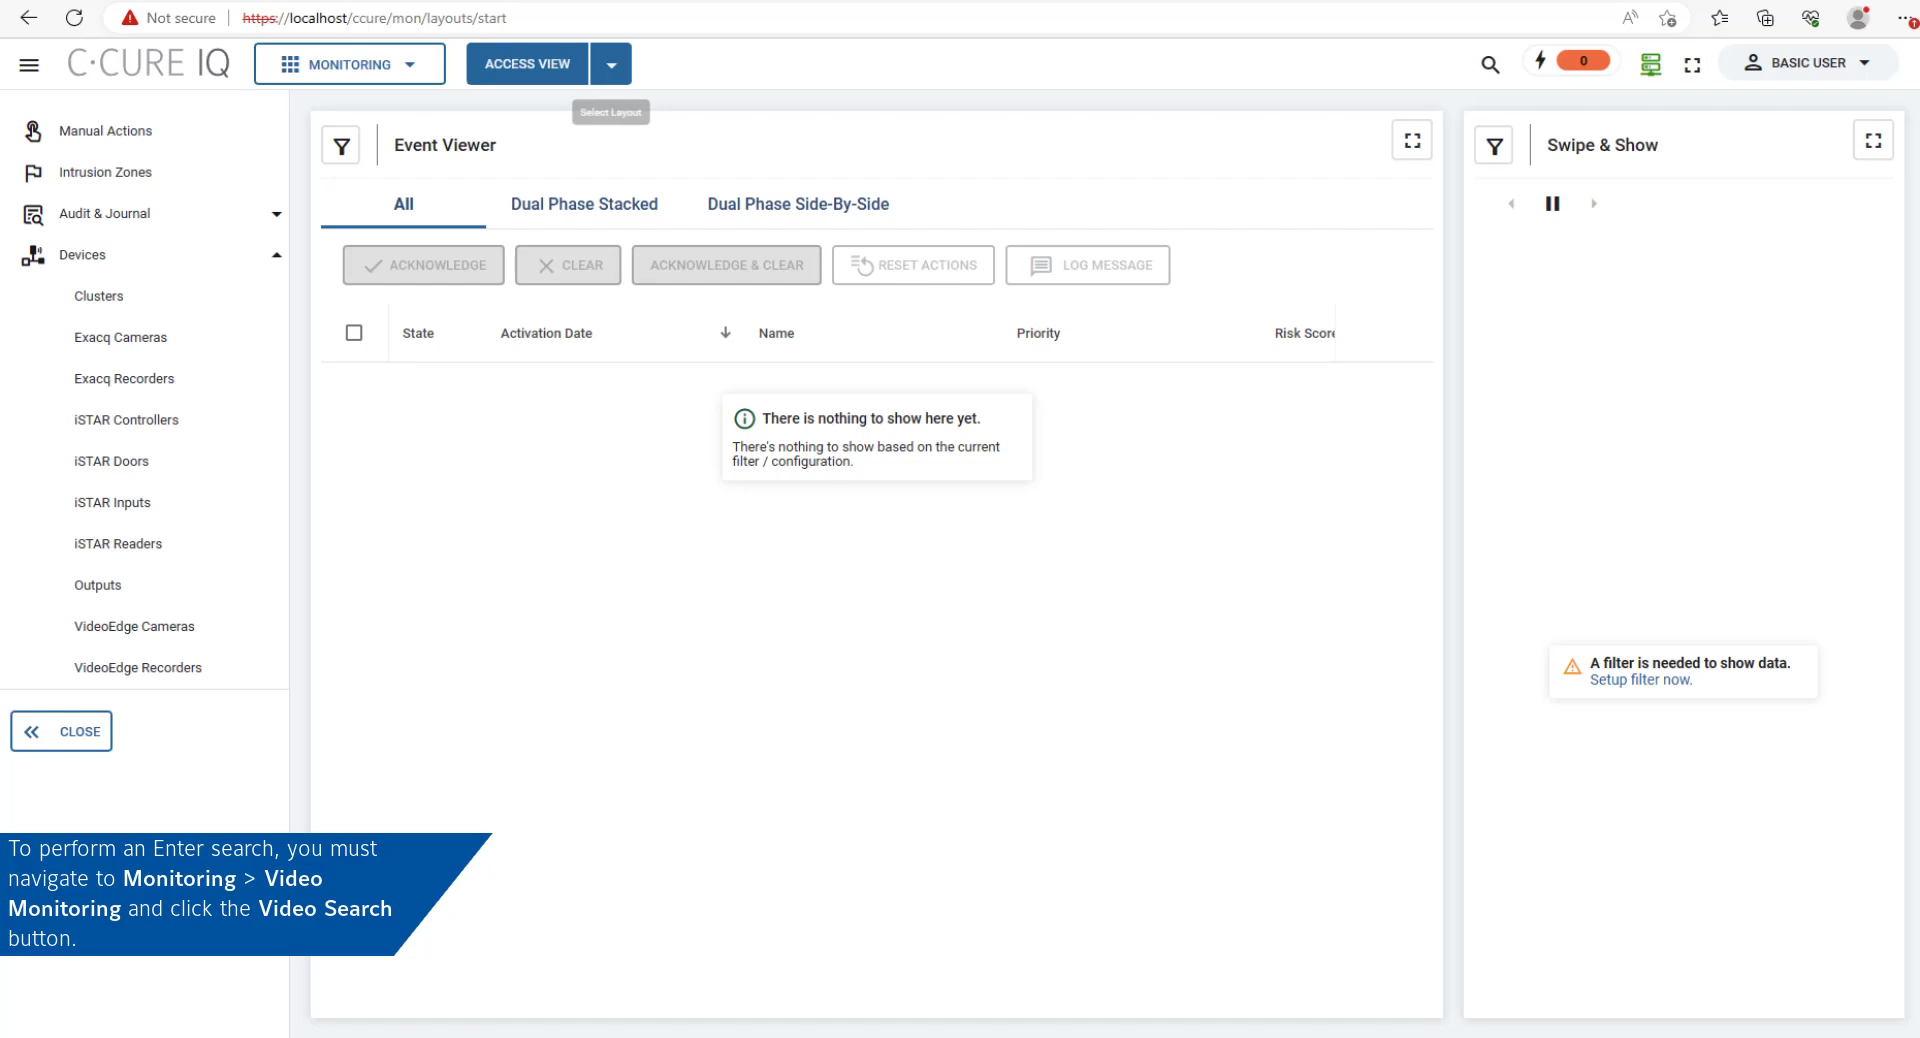 Not secure
https://localhost/ccure/mon/layouts/start
C·CURE IQ
MONITORING
ACCESS VIEW
0
BASIC USER
Select Layout
Manual Actions
Intrusion Zones
Audit & Journal
Devices
Clusters
Exacq Cameras
Exacq Recorders
iSTAR Controllers
iSTAR Doors
iSTAR Inputs
iSTAR Readers
Outputs
VideoEdge Cameras
VideoEdge Recorders
CLOSE
Event Viewer
All
Dual Phase Stacked
Dual Phase Side-By-Side
ACKNOWLEDGE
CLEAR
ACKNOWLEDGE & CLEAR
RESET ACTIONS
LOG MESSAGE
State
Activation Date
Name
Priority
Risk Score
There is nothing to show here yet.
There's nothing to show based on the current
filter / configuration.
Swipe & Show
A filter is needed to show data.
Setup filter now.
To perform an Enter search, you must
navigate to Monitoring > Video
Monitoring and click the Video Search
button.